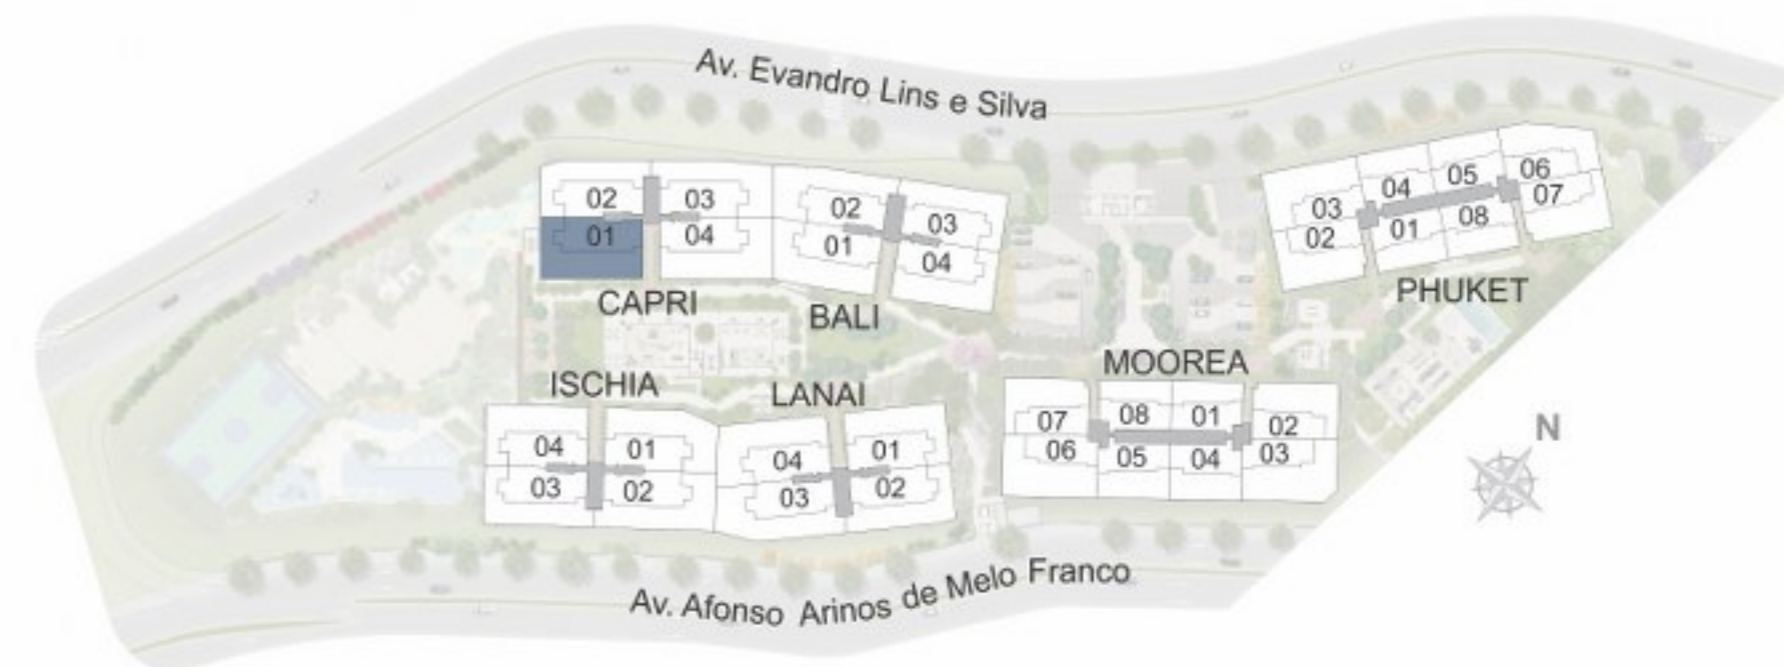 Av. Evandro Lins e Silva
02 03
01 04
CAPRI
02 03
01 04
BALI
03 04 05 06
02 01 08 07
PHUKET
ISCHIA
04 01
03 02
LANAI
04 01
03 02
MOOREA
07 08 01 02
06 05 04 03
N
Av. Afonso Arinos de Melo Franco